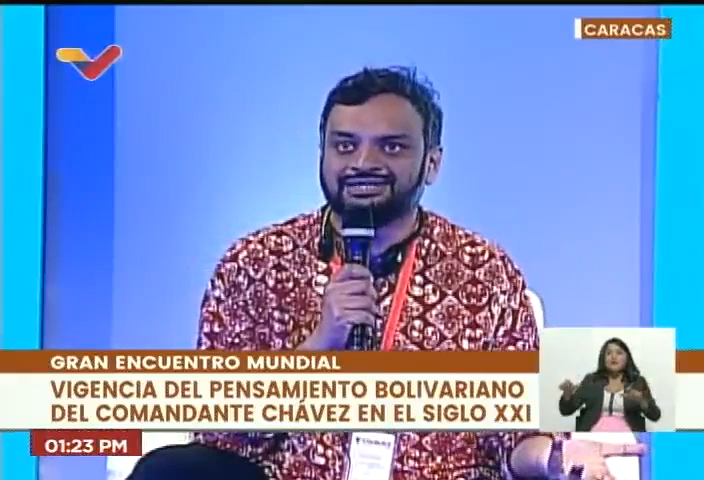 CARACAS
GRAN ENCUENTRO MUNDIAL
VIGENCIA DEL PENSAMIENTO BOLIVARIANO
DEL COMANDANTE CHÁVEZ EN EL SIGLO XXI
01:23 PM